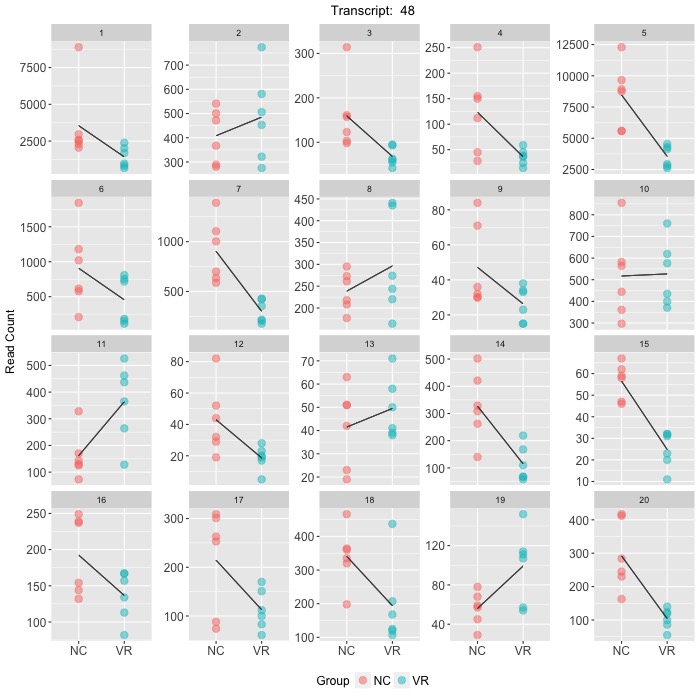 Transcript: 48
1 2 3 4 5
7500 5000 2500
700 600 500 400 300
300 200 100
250 200 150 100 50
12500 10000 7500 5000 2500
6 7 8 9 10
1500 1000 500
1000 500
450 400 350 300 250 200
80 60 40 20
800 700 600 500 400 300
Read Count
11 12 13 14 15
500 400 300 200 100
80 60 40 20
70 60 50 40 30 20
500 400 300 200 100
60 50 40 30 20 10
16 17 18 19 20
250 200 150 100
300 200 100
400 300 200 100
120 80 40
400 300 200 100
NC VR NC VR NC VR NC VR NC VR
Group NC VR